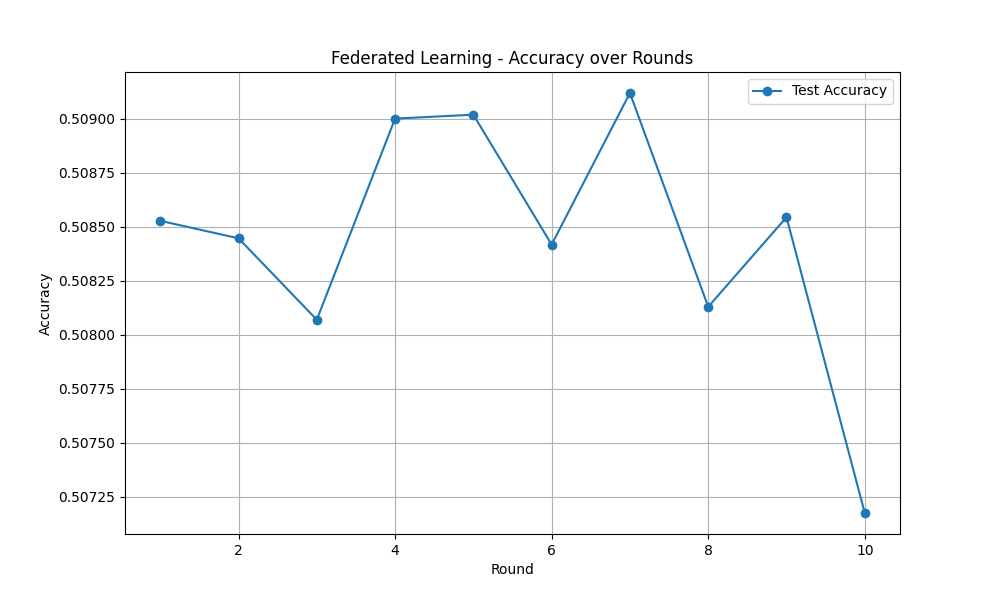 Federated Learning - Accuracy over Rounds
Test Accuracy
0.50900
0.50875
0.50850
0.50825
0.50800
0.50775
0.50750
0.50725
Accuracy
2 4 6 8 10
Round